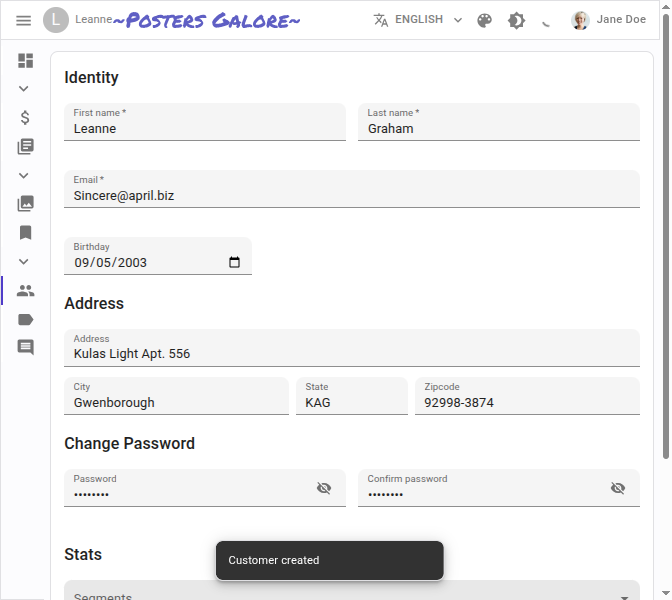 L Leanne ~Posters Galore~ ENGLISH Jane Doe
Identity
First name *
Leanne
Last name *
Graham
Email *
Sincere@april.biz
Birthday
09/05/2003
Address
Address
Kulas Light Apt. 556
City
Gwenborough
State
KAG
Zipcode
92998-3874
Change Password
Password
••••••••
Confirm password
••••••••
Stats
Customer created
Segments